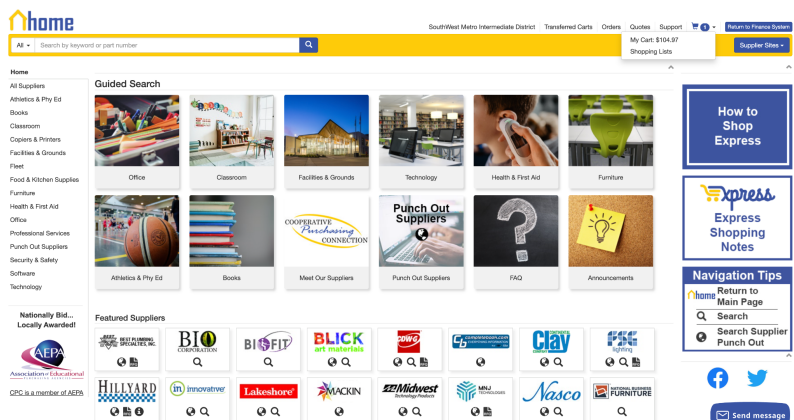 home
SouthWest Metro Intermediate District Transferred Carts Orders Quotes Support 1 Return to Finance System
All Search by keyword or part number Supplier Sites
My Cart: $104.97
Shopping Lists
Home
All Suppliers
Athletics & Phy Ed
Books
Classroom
Copiers & Printers
Facilities & Grounds
Fleet
Food & Kitchen Supplies
Furniture
Health & First Aid
Office
Professional Services
Punch Out Suppliers
Security & Safety
Software
Technology
Nationally Bid...
Locally Awarded!
AEPA
Association of Educational
CPC is a member of AEPA
Guided Search
Office Classroom Facilities & Grounds Technology Health & First Aid Furniture
COOPERATIVE
Purchasing
CONNECTION
Punch Out
Suppliers
Athletics & Phy Ed Books Meet Our Suppliers Punch Out Suppliers FAQ Announcements
Featured Suppliers
BEST PLUMBING
SPECIALTIES, INC.
BIO
CORPORATION
BIOFIT
BLICK
art materials
CDW·G
completebook.com
Clay
FSG
lighting
HILLYARD
in innovative
Lakeshore
MACKIN
Midwest
Technology Products
MNJ
TECHNOLOGIES
Nasco
NATIONAL BUSINESS
FURNITURE
How to
Shop
Express
Express
Express
Shopping
Notes
Navigation Tips
home Return to
Main Page
Search
Search Supplier
Punch Out
Send message